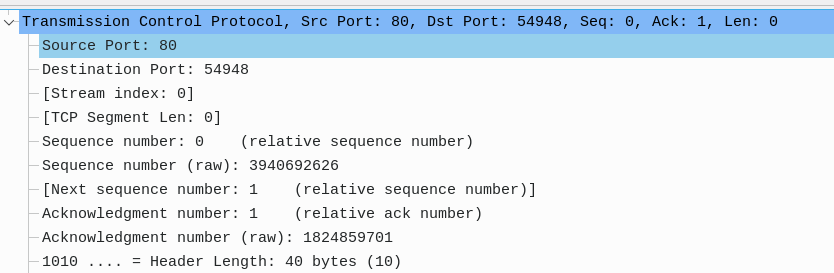 Transmission Control Protocol, Src Port: 80, Dst Port: 54948, Seq: 0, Ack: 1, Len: 0
Source Port: 80
Destination Port: 54948
[Stream index: 0]
[TCP Segment Len: 0]
Sequence number: 0    (relative sequence number)
Sequence number (raw): 3940692626
[Next sequence number: 1    (relative sequence number)]
Acknowledgment number: 1    (relative ack number)
Acknowledgment number (raw): 1824859701
1010 .... = Header Length: 40 bytes (10)